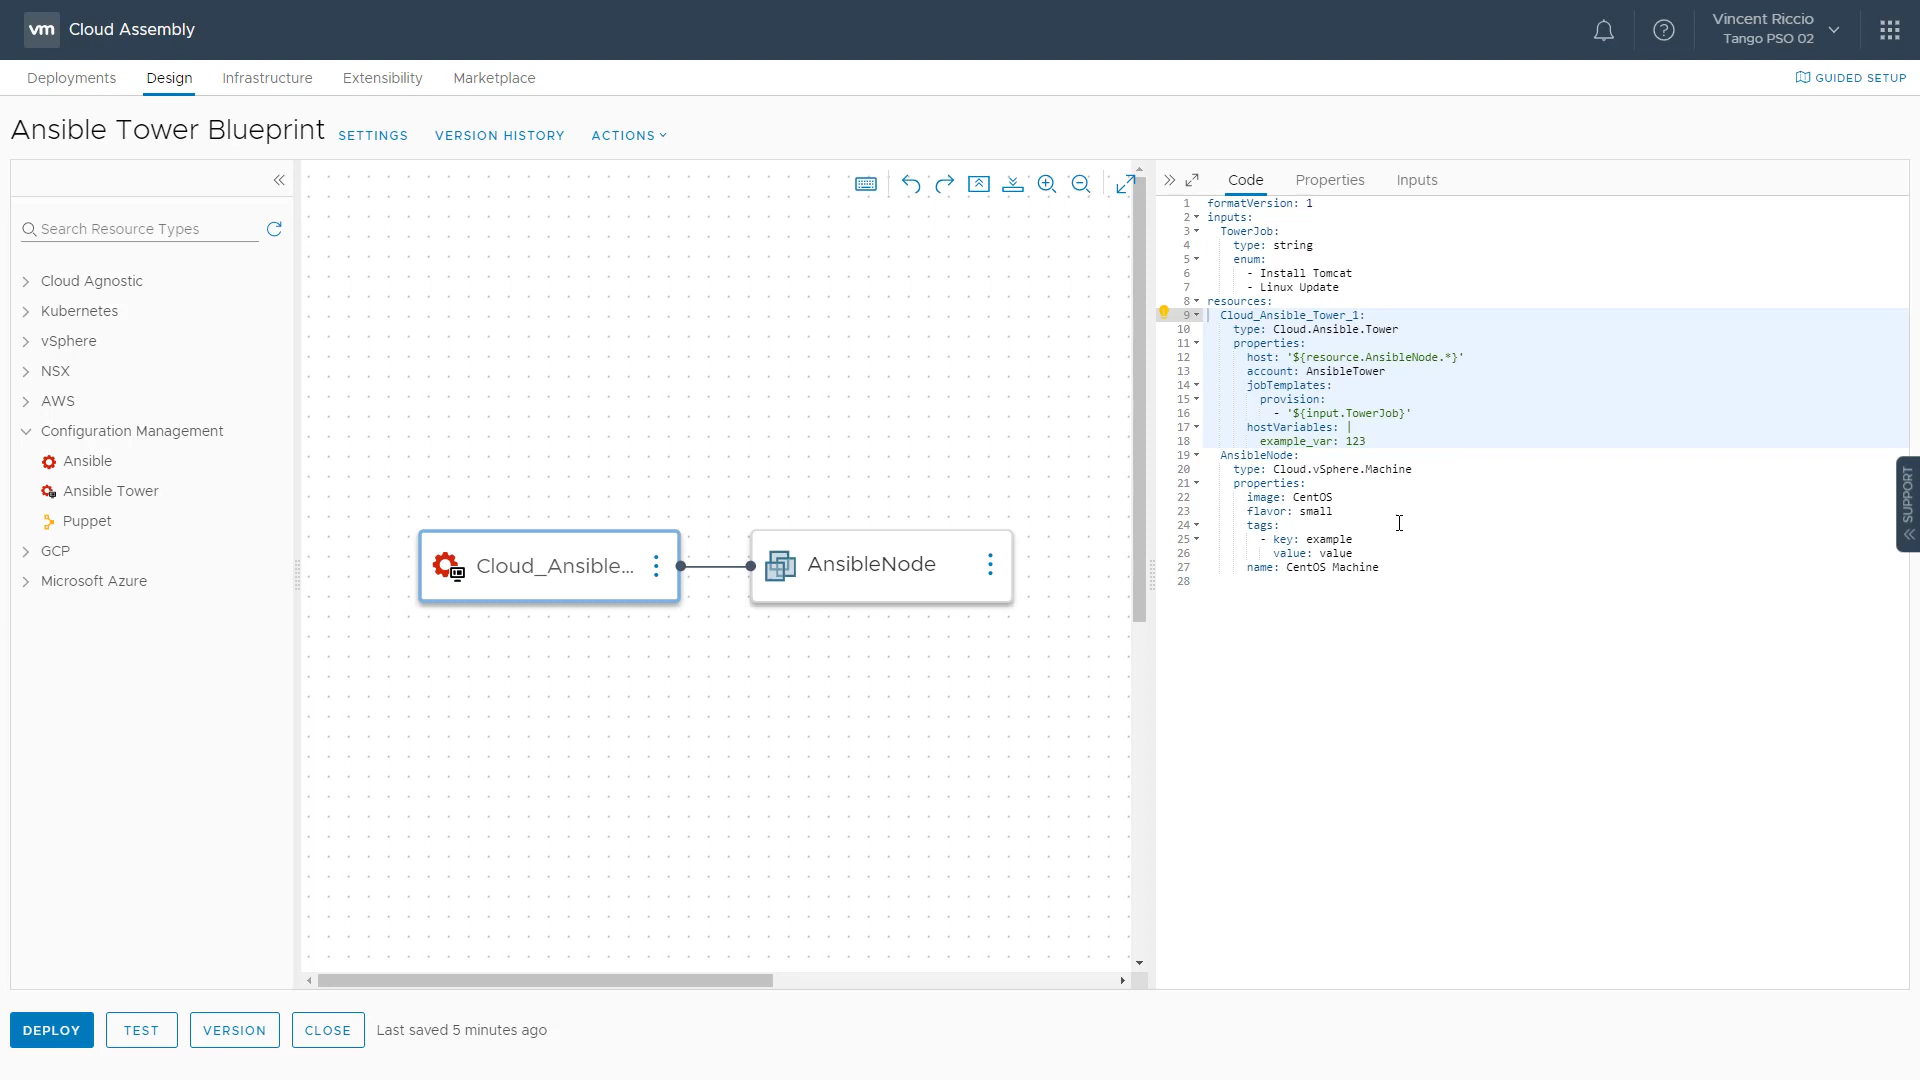 vm Cloud Assembly
Vincent Riccio
Tango PSO 02
Deployments Design Infrastructure Extensibility Marketplace
GUIDED SETUP
Ansible Tower Blueprint SETTINGS VERSION HISTORY ACTIONS
Search Resource Types
Cloud Agnostic
Kubernetes
vSphere
NSX
AWS
Configuration Management
Ansible
Ansible Tower
Puppet
GCP
Microsoft Azure
Cloud_Ansible...
AnsibleNode
Code Properties Inputs
1 formatVersion: 1
2 inputs:
3 TowerJob:
4 type: string
5 enum:
6 - Install Tomcat
7 - Linux Update
8 resources:
9 Cloud_Ansible_Tower_1:
10 type: Cloud.Ansible.Tower
11 properties:
12 host: '${resource.AnsibleNode.*}'
13 account: AnsibleTower
14 jobTemplates:
15 provision:
16 - '${input.TowerJob}'
17 hostVariables: |
18 example_var: 123
19 AnsibleNode:
20 type: Cloud.vSphere.Machine
21 properties:
22 image: CentOS
23 flavor: small
24 tags:
25 - key: example
26 value: value
27 name: CentOS Machine
28
SUPPORT
DEPLOY TEST VERSION CLOSE Last saved 5 minutes ago